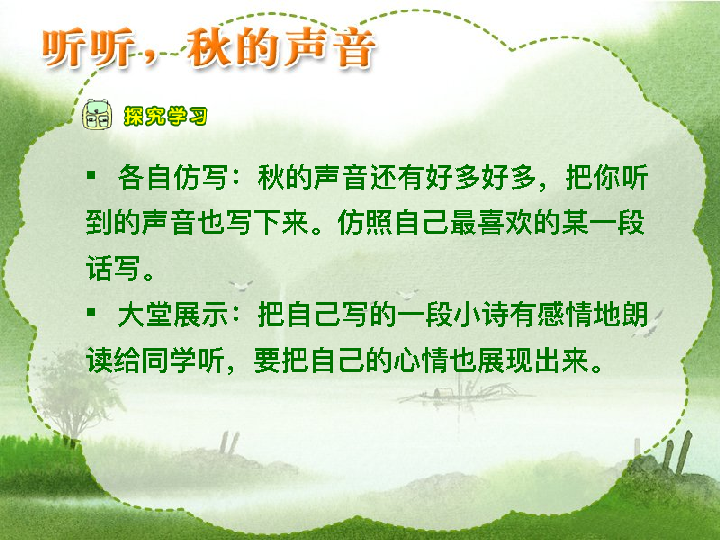 听听，秋的声音
探究学习
▪ 各自仿写：秋的声音还有好多好多，把你听
到的声音也写下来。仿照自己最喜欢的某一段
话写。
▪ 大堂展示：把自己写的一段小诗有感情地朗
读给同学听，要把自己的心情也展现出来。